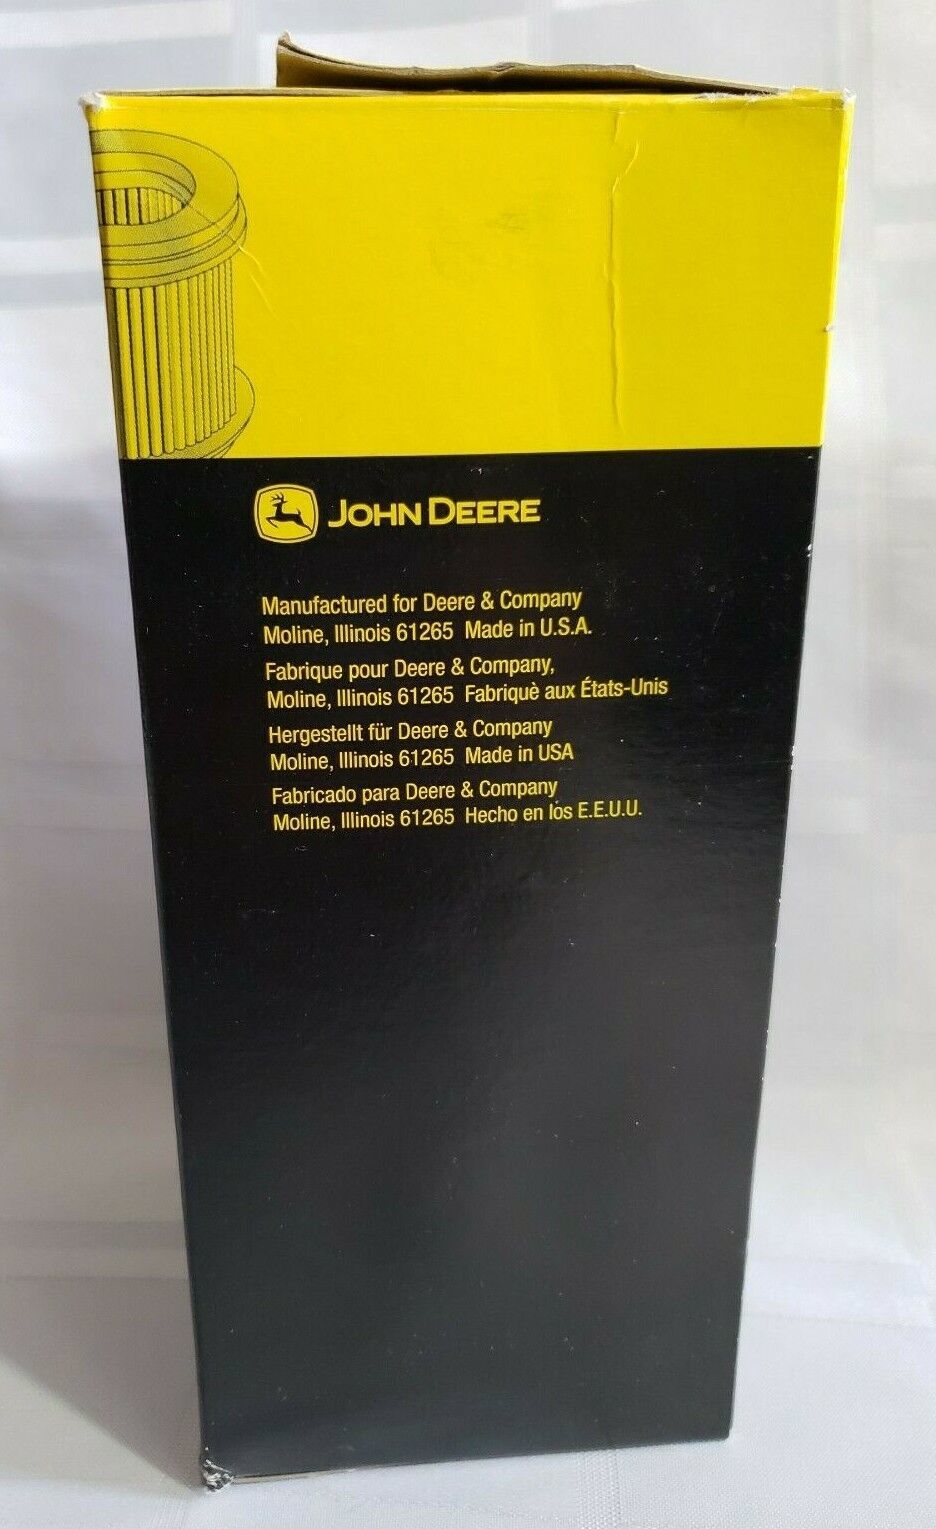 JOHN DEERE
Manufactured for Deere & Company
Moline, Illinois 61265 Made in U.S.A.
Fabrique pour Deere & Company,
Moline, Illinois 61265 Fabriquè aux États-Unis
Hergestellt für Deere & Company
Moline, Illinois 61265 Made in USA
Fabricado para Deere & Company
Moline, Illinois 61265 Hecho en los E.E.U.U.